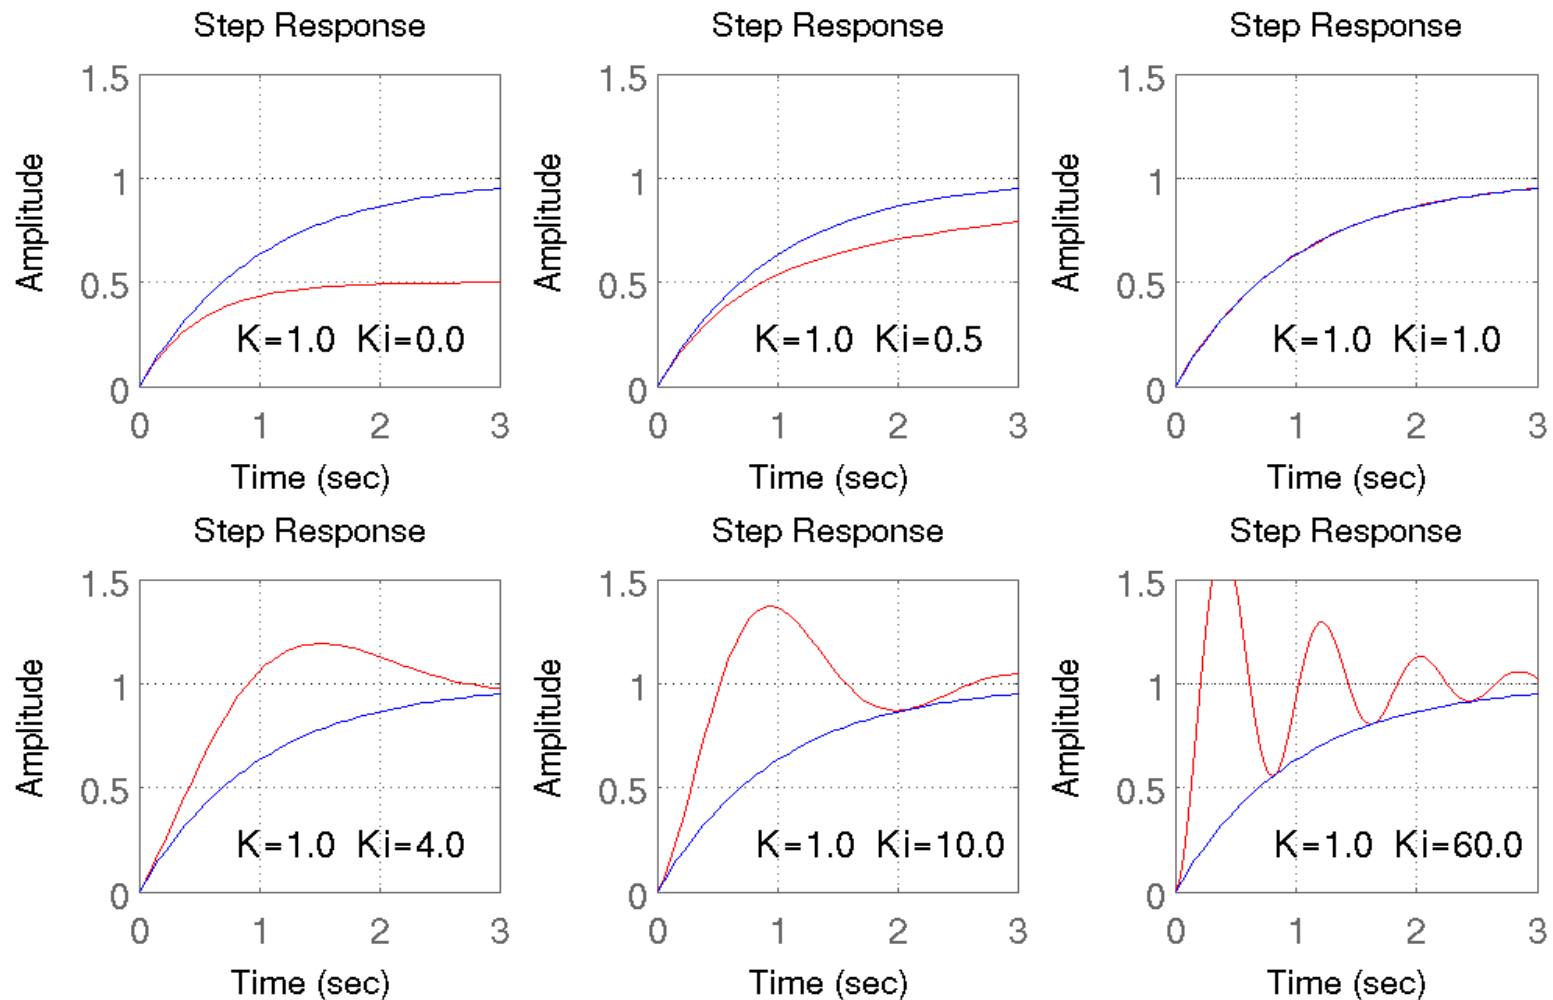 Step Response Step Response Step Response
1.5 1.5 1.5
Amplitude Amplitude Amplitude
1 1 1
0.5 0.5 0.5
K=1.0 Ki=0.0 K=1.0 Ki=0.5 K=1.0 Ki=1.0
0 0 0
0 1 2 3 0 1 2 3 0 1 2 3
Time (sec) Time (sec) Time (sec)
Step Response Step Response Step Response
1.5 1.5 1.5
Amplitude Amplitude Amplitude
1 1 1
0.5 0.5 0.5
K=1.0 Ki=4.0 K=1.0 Ki=10.0 K=1.0 Ki=60.0
0 0 0
0 1 2 3 0 1 2 3 0 1 2 3
Time (sec) Time (sec) Time (sec)